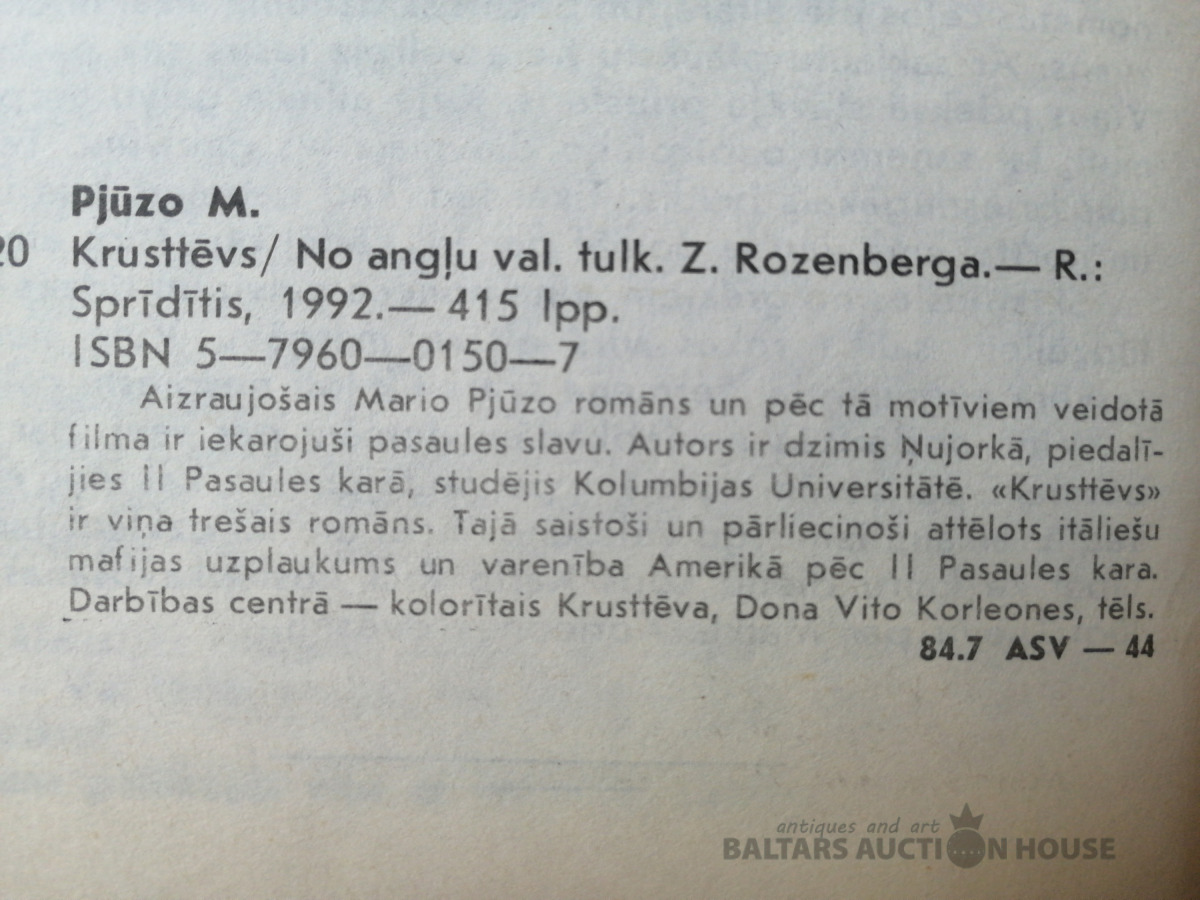 Pjūzo M.
20 Krusttēvs/ No angļu val. tulk. Z. Rozenberga.— R.:
Sprīdītis, 1992.— 415 lpp.
ISBN 5—7960—0150—7
Aizraujošais Mario Pjūzo romāns un pēc tā motīviem veidotā
filma ir iekarojuši pasaules slavu. Autors ir dzimis Ņujorkā, piedalī-
jies II Pasaules karā, studējis Kolumbijas Universitātē. «Krusttēvs»
ir viņa trešais romāns. Tajā saistoši un pārliecinoši attēlots itāliešu
mafijas uzplaukums un varenība Amerikā pēc II Pasaules kara.
Darbības centrā — kolorītais Krusttēva, Dona Vito Korleones, tēls.
84.7 ASV — 44
antiques and art
BALTARS AUCTION HOUSE